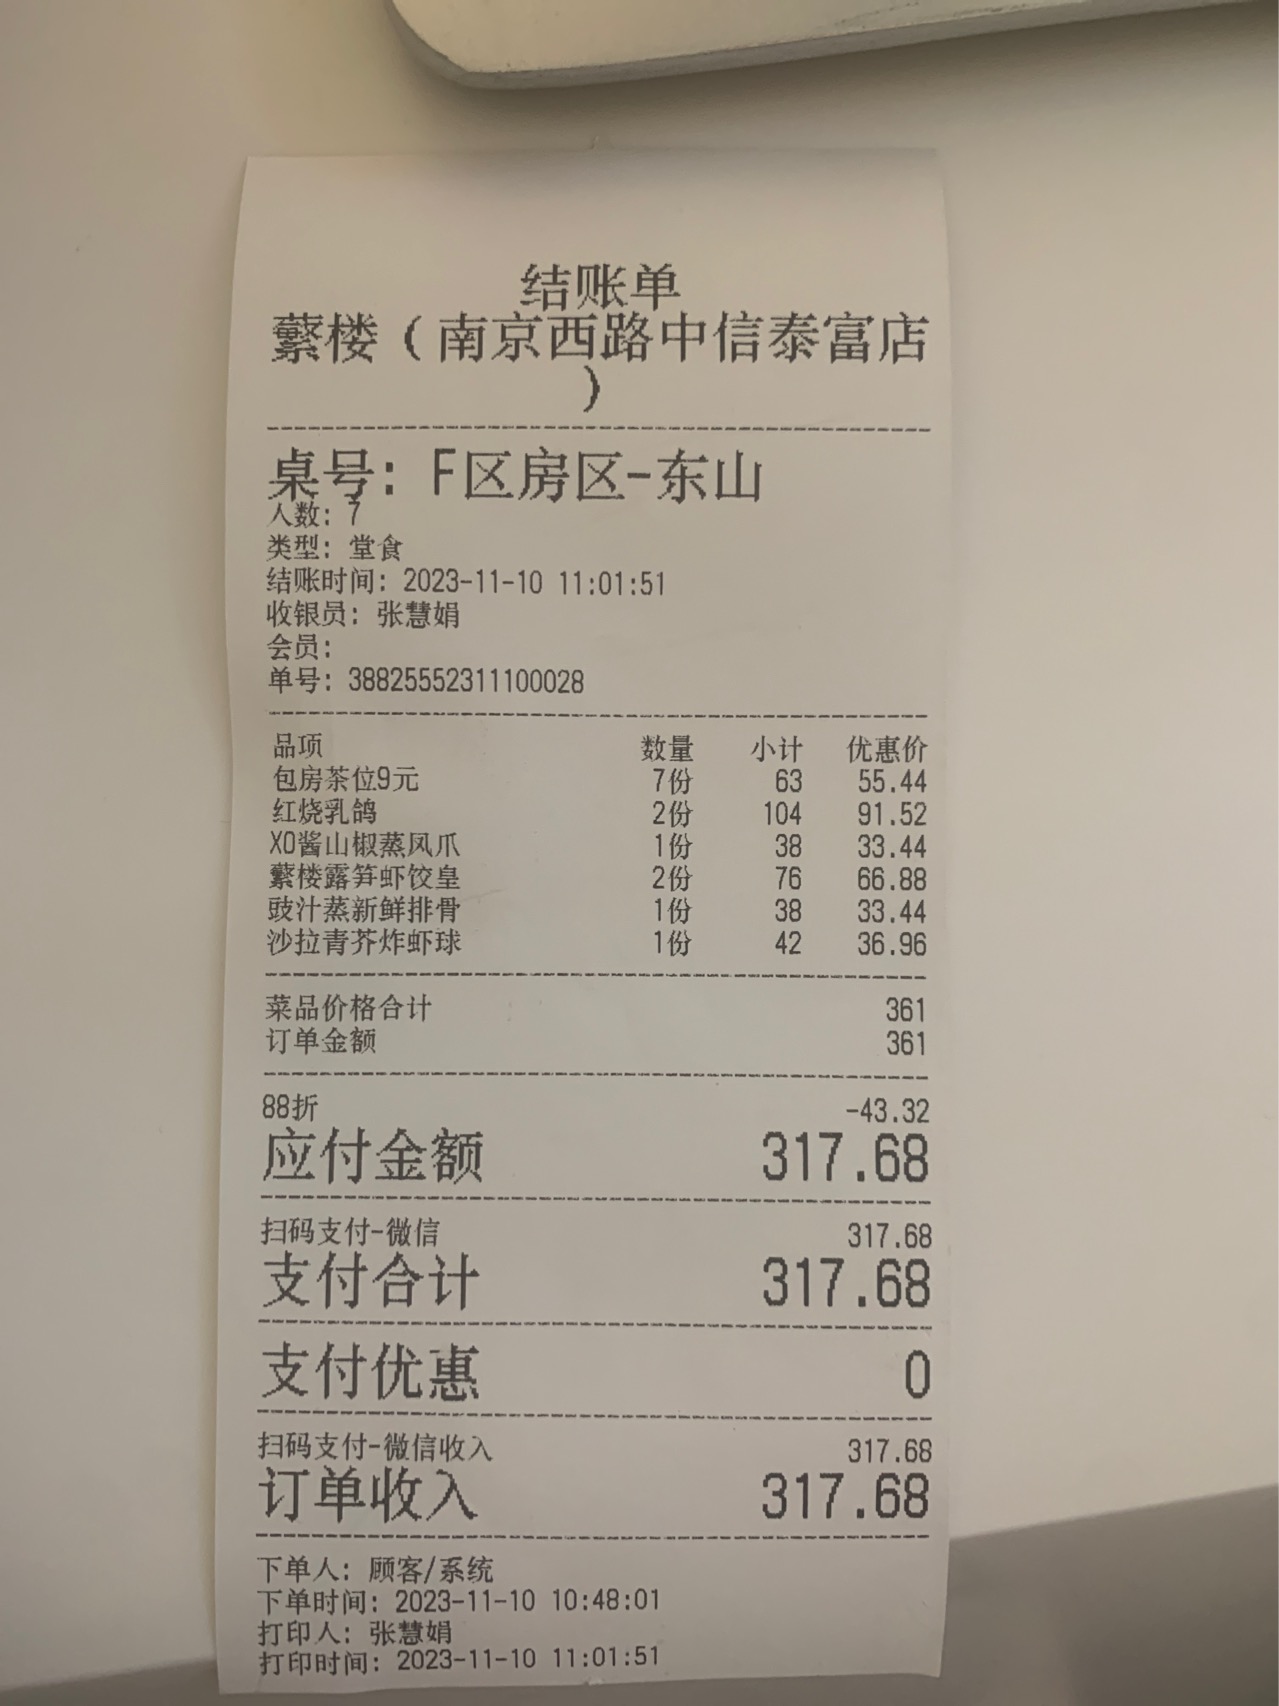 结账单
蘩楼（南京西路中信泰富店
）
桌号: F区房区-东山
人数: 7
类型: 堂食
结账时间: 2023-11-10 11:01:51
收银员: 张慧娟
会员:
单号: 38825552311100028
品项 数量 小计 优惠价
包房茶位9元 7份 63 55.44
红烧乳鸽 2份 104 91.52
XO酱山椒蒸凤爪 1份 38 33.44
蘩楼露笋虾饺皇 2份 76 66.88
豉汁蒸新鲜排骨 1份 38 33.44
沙拉青芥炸虾球 1份 42 36.96
菜品价格合计 361
订单金额 361
88折 -43.32
应付金额 317.68
扫码支付-微信 317.68
支付合计 317.68
支付优惠 0
扫码支付-微信收入 317.68
订单收入 317.68
下单人: 顾客/系统
下单时间: 2023-11-10 10:48:01
打印人: 张慧娟
打印时间: 2023-11-10 11:01:51